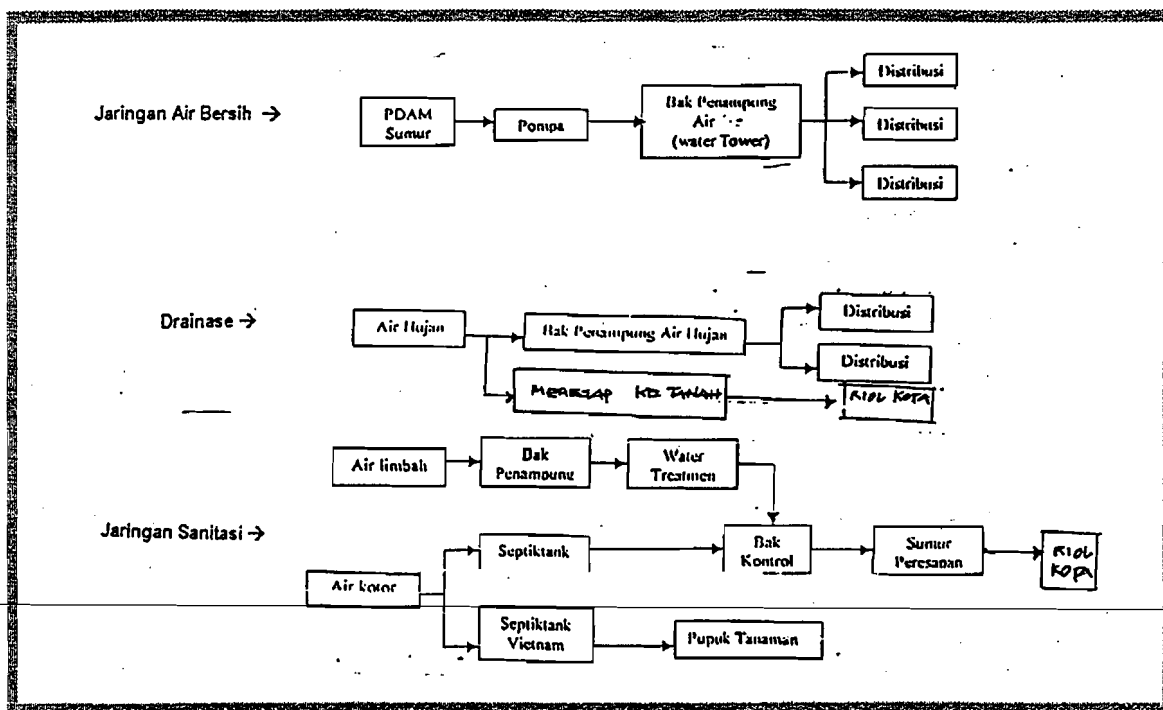 Jaringan Air Bersih →
PDAM
Sumur
Pompa
Bak Penampung
Air
(water Tower)
Distribusi
Distribusi
Distribusi
Drainase →
Air Hujan
Bak Penampung Air Hujan
Distribusi
Distribusi
MERESAP KE TANAH
RIOL KOTA
Air limbah
Bak
Penampung
Water
Treatmen
Jaringan Sanitasi →
Air kotor
Septiktank
Bak
Kontrol
Sumur
Peresapan
RIOL
KOTA
Septiktank
Vietnam
Pupuk Tanaman